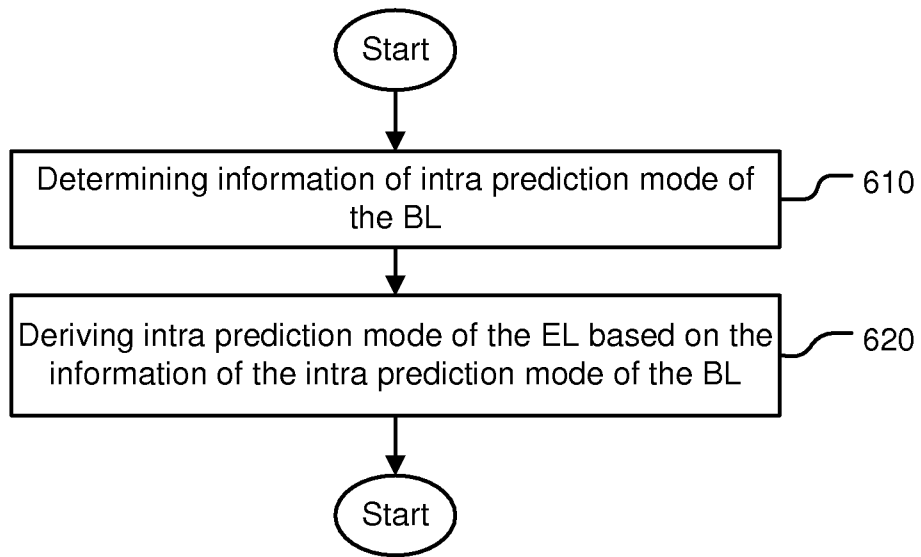 Start
Determining information of intra prediction mode of
the BL
610
Deriving intra prediction mode of the EL based on the
information of the intra prediction mode of the BL
620
Start